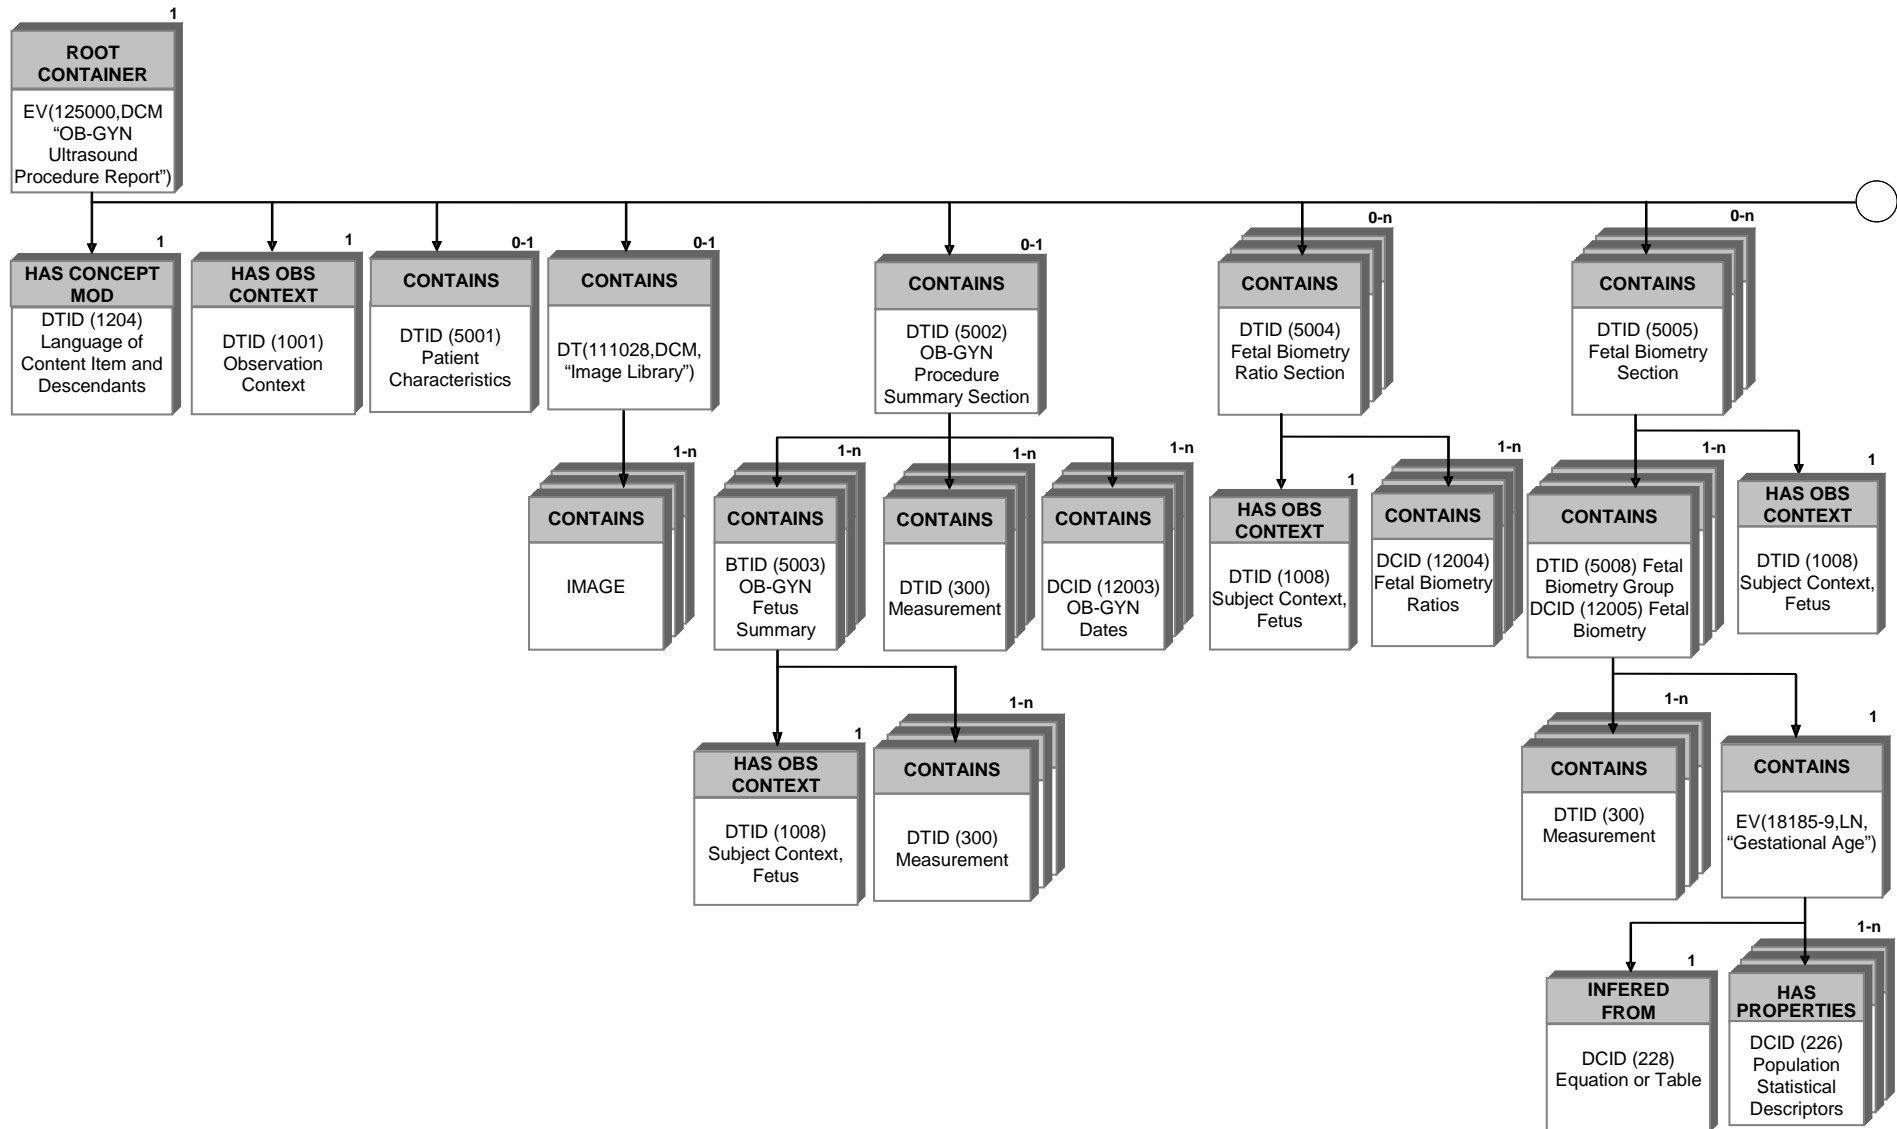 1
ROOT
CONTAINER
EV(125000,DCM
“OB-GYN
Ultrasound
Procedure Report”)
1
HAS CONCEPT
MOD
DTID (1204)
Language of
Content Item and
Descendants
1
HAS OBS
CONTEXT
DTID (1001)
Observation
Context
0-1
CONTAINS
DTID (5001)
Patient
Characteristics
0-1
CONTAINS
DT(111028,DCM,
“Image Library”)
0-1
CONTAINS
DTID (5002)
OB-GYN
Procedure
Summary Section
0-n
CONTAINS
DTID (5004)
Fetal Biometry
Ratio Section
0-n
CONTAINS
DTID (5005)
Fetal Biometry
Section
1-n
CONTAINS
IMAGE
1-n
CONTAINS
BTID (5003)
OB-GYN
Fetus
Summary
1-n
CONTAINS
DTID (300)
Measurement
1-n
CONTAINS
DCID (12003)
OB-GYN
Dates
1
HAS OBS
CONTEXT
DTID (1008)
Subject Context,
Fetus
1-n
CONTAINS
DCID (12004)
Fetal Biometry
Ratios
1-n
CONTAINS
DTID (5008) Fetal
Biometry Group
DCID (12005) Fetal
Biometry
1
HAS OBS
CONTEXT
DTID (1008)
Subject Context,
Fetus
1
HAS OBS
CONTEXT
DTID (1008)
Subject Context,
Fetus
1-n
CONTAINS
DTID (300)
Measurement
1-n
CONTAINS
DTID (300)
Measurement
1
CONTAINS
EV(18185-9,LN,
“Gestational Age”)
1
INFERED
FROM
DCID (228)
Equation or Table
1-n
HAS
PROPERTIES
DCID (226)
Population
Statistical
Descriptors